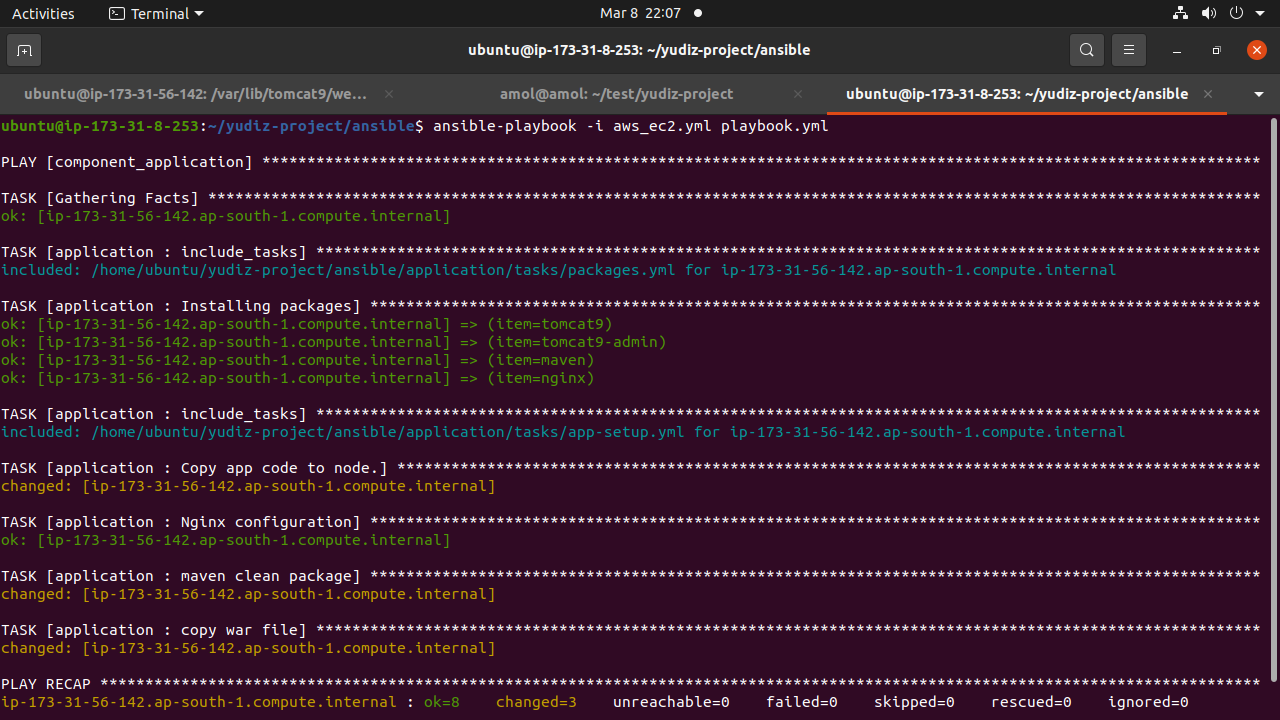 Activities Terminal Mar 8 22:07
ubuntu@ip-173-31-8-253: ~/yudiz-project/ansible
ubuntu@ip-173-31-56-142: /var/lib/tomcat9/we... amol@amol: ~/test/yudiz-project ubuntu@ip-173-31-8-253: ~/yudiz-project/ansible
ubuntu@ip-173-31-8-253:~/yudiz-project/ansible$ ansible-playbook -i aws_ec2.yml playbook.yml
PLAY [component_application] ***************************************************************************************************************
TASK [Gathering Facts] *********************************************************************************************************************
ok: [ip-173-31-56-142.ap-south-1.compute.internal]
TASK [application : include_tasks] *********************************************************************************************************
included: /home/ubuntu/yudiz-project/ansible/application/tasks/packages.yml for ip-173-31-56-142.ap-south-1.compute.internal
TASK [application : Installing packages] ***************************************************************************************************
ok: [ip-173-31-56-142.ap-south-1.compute.internal] => (item=tomcat9)
ok: [ip-173-31-56-142.ap-south-1.compute.internal] => (item=tomcat9-admin)
ok: [ip-173-31-56-142.ap-south-1.compute.internal] => (item=maven)
ok: [ip-173-31-56-142.ap-south-1.compute.internal] => (item=nginx)
TASK [application : include_tasks] *********************************************************************************************************
included: /home/ubuntu/yudiz-project/ansible/application/tasks/app-setup.yml for ip-173-31-56-142.ap-south-1.compute.internal
TASK [application : Copy app code to node.] ************************************************************************************************
changed: [ip-173-31-56-142.ap-south-1.compute.internal]
TASK [application : Nginx configuration] ***************************************************************************************************
ok: [ip-173-31-56-142.ap-south-1.compute.internal]
TASK [application : maven clean package] ***************************************************************************************************
changed: [ip-173-31-56-142.ap-south-1.compute.internal]
TASK [application : copy war file] *********************************************************************************************************
changed: [ip-173-31-56-142.ap-south-1.compute.internal]
PLAY RECAP *********************************************************************************************************************************
ip-173-31-56-142.ap-south-1.compute.internal : ok=8 changed=3 unreachable=0 failed=0 skipped=0 rescued=0 ignored=0